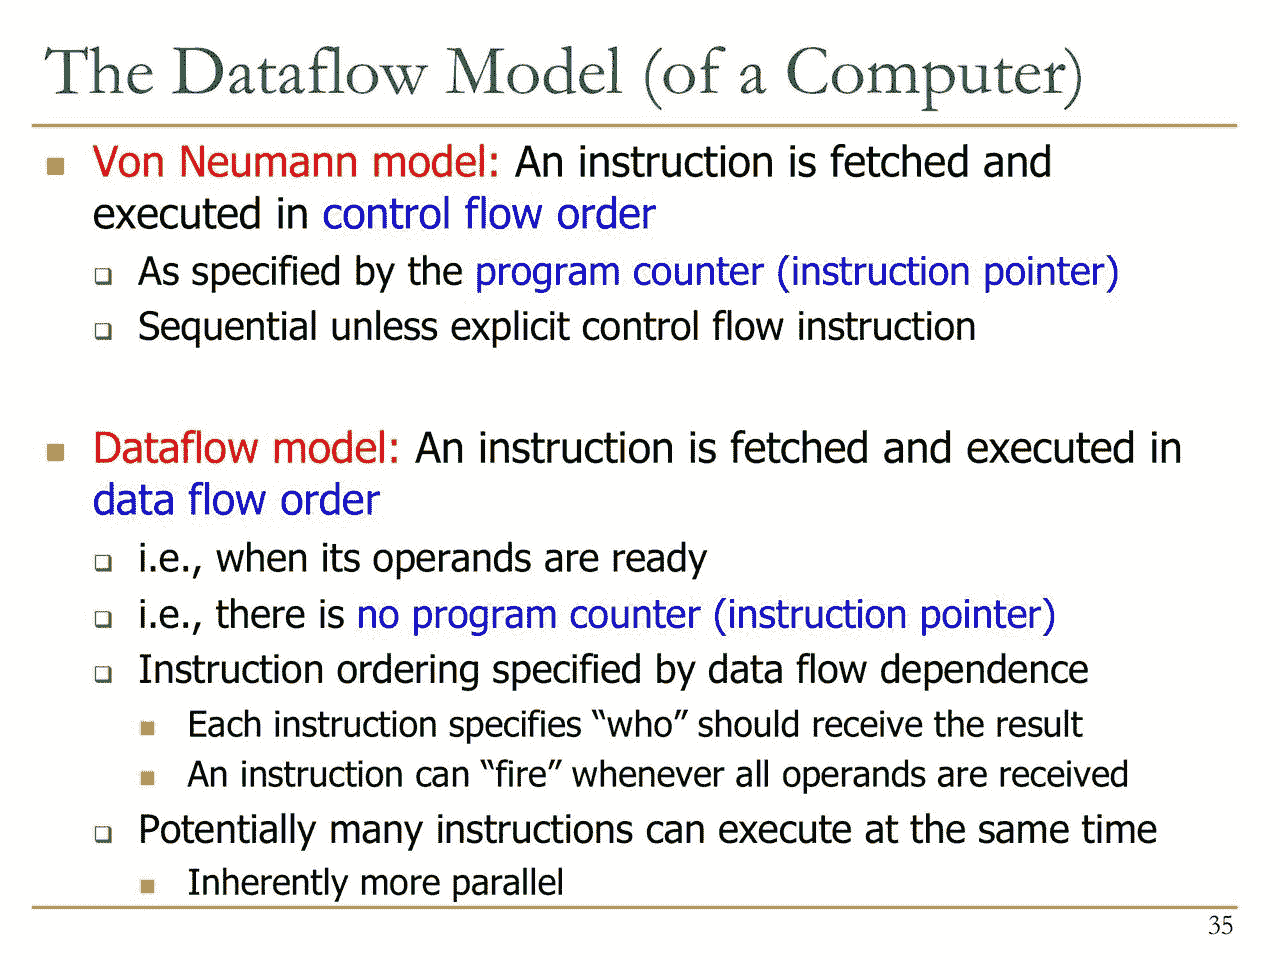 The Dataflow Model (of a Computer)
Von Neumann model: An instruction is fetched and
executed in control flow order
As specified by the program counter (instruction pointer)
Sequential unless explicit control flow instruction
Dataflow model: An instruction is fetched and executed in
data flow order
i.e., when its operands are ready
i.e., there is no program counter (instruction pointer)
Instruction ordering specified by data flow dependence
Each instruction specifies “who” should receive the result
An instruction can “fire” whenever all operands are received
Potentially many instructions can execute at the same time
Inherently more parallel
35